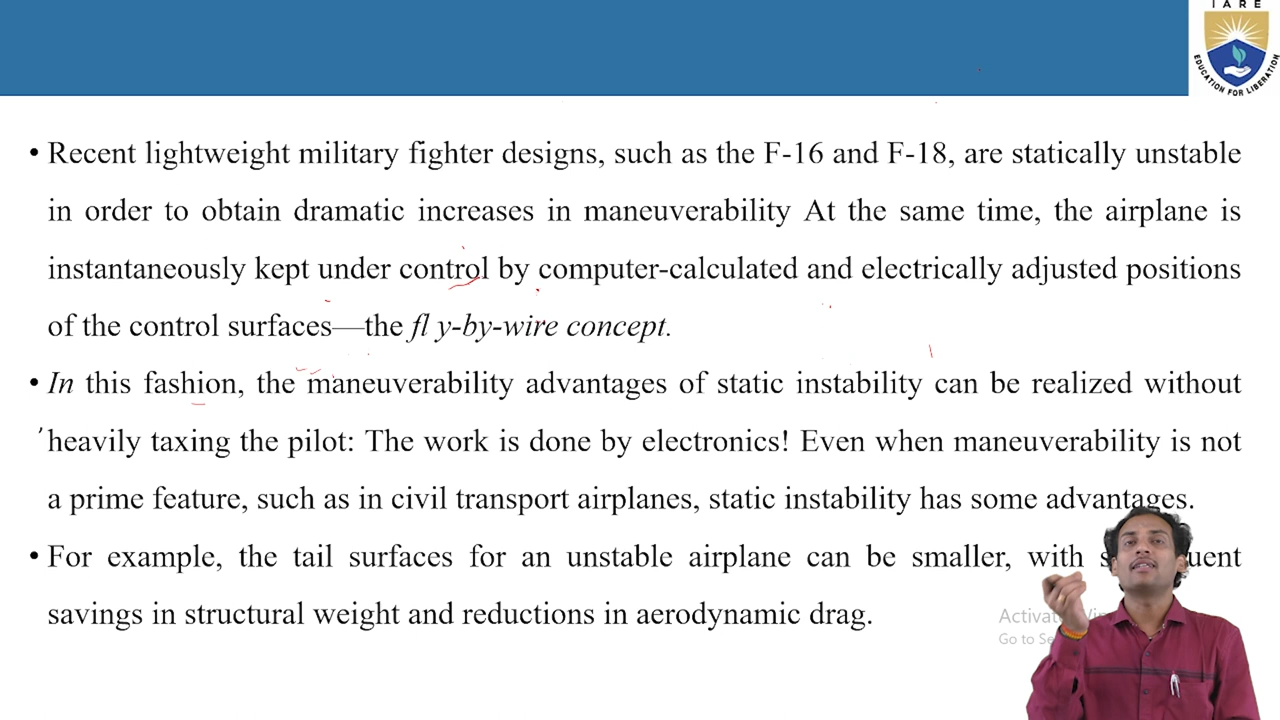 IARE
EDUCATION FOR LIBERATION
• Recent lightweight military fighter designs, such as the F-16 and F-18, are statically unstable
in order to obtain dramatic increases in maneuverability At the same time, the airplane is
instantaneously kept under control by computer-calculated and electrically adjusted positions
of the control surfaces—the fl y-by-wire concept.
• In this fashion, the maneuverability advantages of static instability can be realized without
heavily taxing the pilot: The work is done by electronics! Even when maneuverability is not
a prime feature, such as in civil transport airplanes, static instability has some advantages.
• For example, the tail surfaces for an unstable airplane can be smaller, with
savings in structural weight and reductions in aerodynamic drag.
Activate
Go to